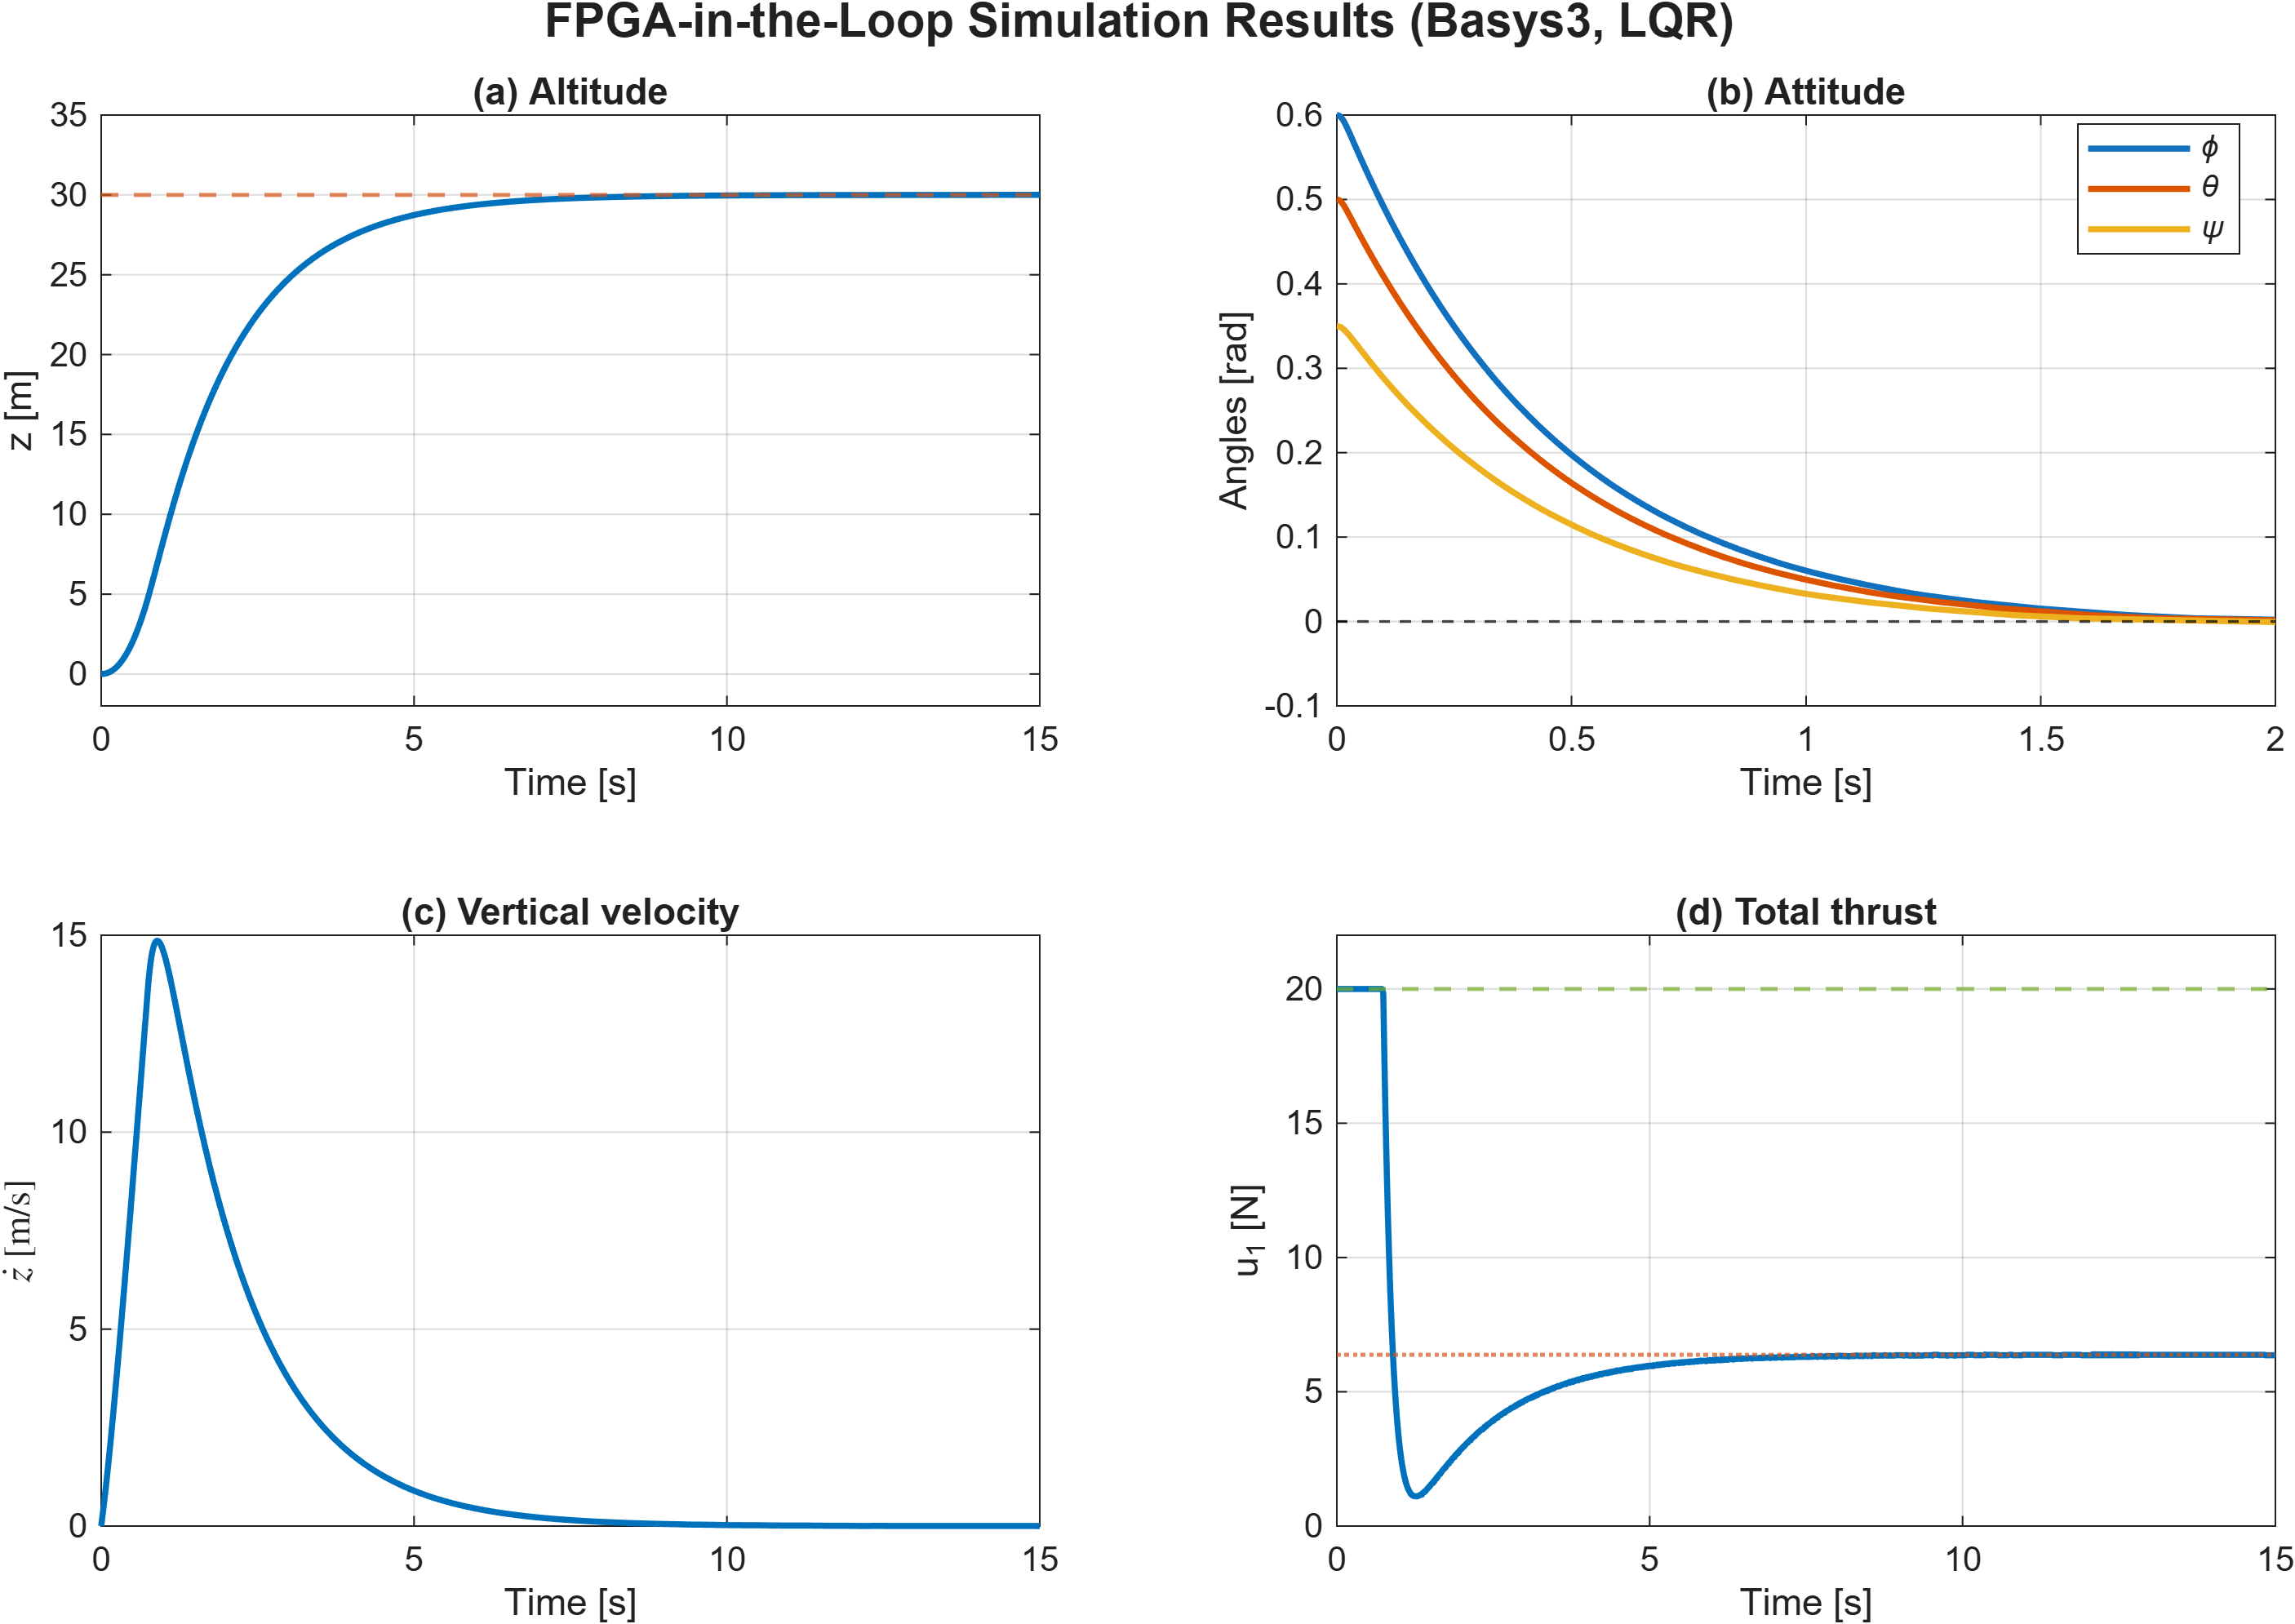 FPGA-in-the-Loop Simulation Results (Basys3, LQR)
(a) Altitude
35
30
25
20
15
10
5
0
z [m]
0 5 10 15
Time [s]
(b) Attitude
0.6
0.5
0.4
0.3
0.2
0.1
0
-0.1
Angles [rad]
ϕ
θ
ψ
0 0.5 1 1.5 2
Time [s]
(c) Vertical velocity
15
10
5
0
ż [m/s]
0 5 10 15
Time [s]
(d) Total thrust
20
15
10
5
0
u₁ [N]
0 5 10 15
Time [s]